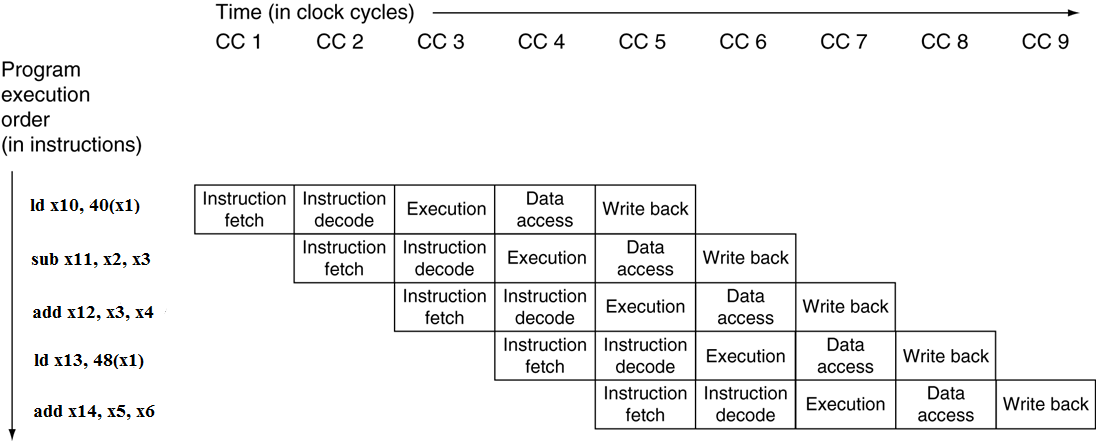 Time (in clock cycles)
CC 1 CC 2 CC 3 CC 4 CC 5 CC 6 CC 7 CC 8 CC 9
Program
execution
order
(in instructions)
ld x10, 40(x1)
Instruction
fetch
Instruction
decode
Execution
Data
access
Write back
sub x11, x2, x3
Instruction
fetch
Instruction
decode
Execution
Data
access
Write back
add x12, x3, x4
Instruction
fetch
Instruction
decode
Execution
Data
access
Write back
ld x13, 48(x1)
Instruction
fetch
Instruction
decode
Execution
Data
access
Write back
add x14, x5, x6
Instruction
fetch
Instruction
decode
Execution
Data
access
Write back